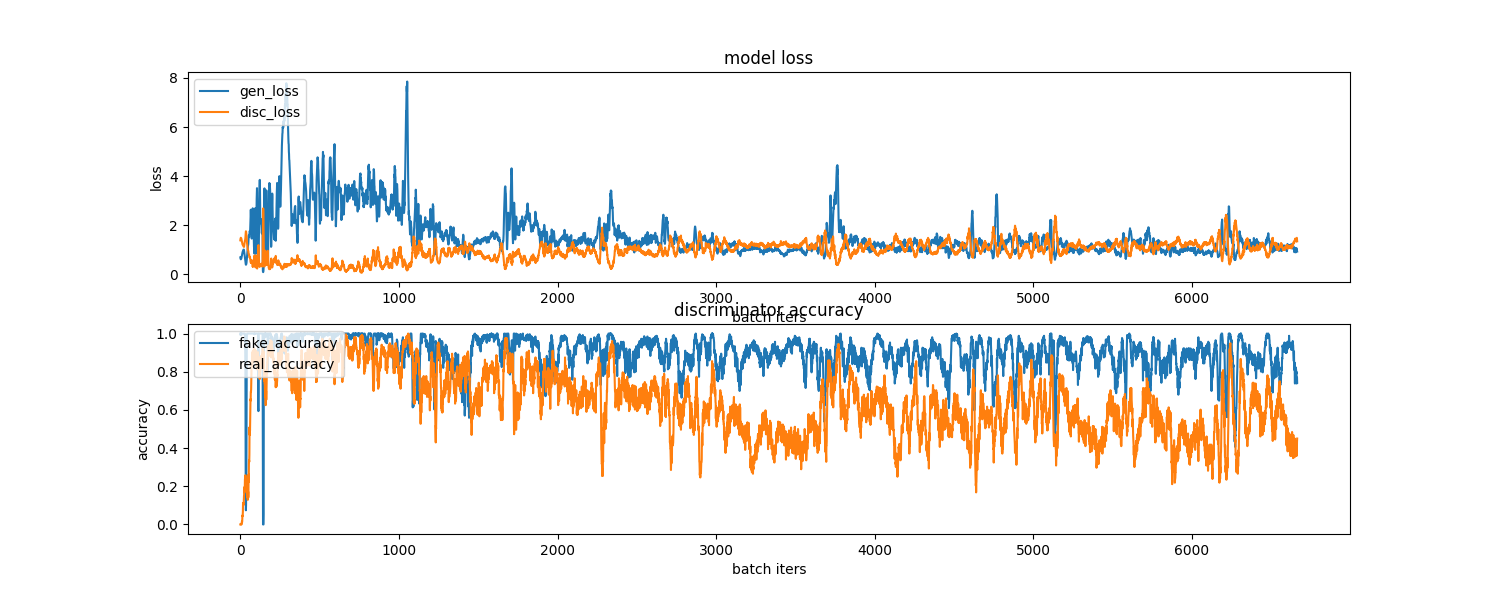 model loss
8
6
4
2
0
loss
gen_loss
disc_loss
0 1000 2000 3000 4000 5000 6000
batch iters
discriminator accuracy
1.0
0.8
0.6
0.4
0.2
0.0
accuracy
fake_accuracy
real_accuracy
0 1000 2000 3000 4000 5000 6000
batch iters